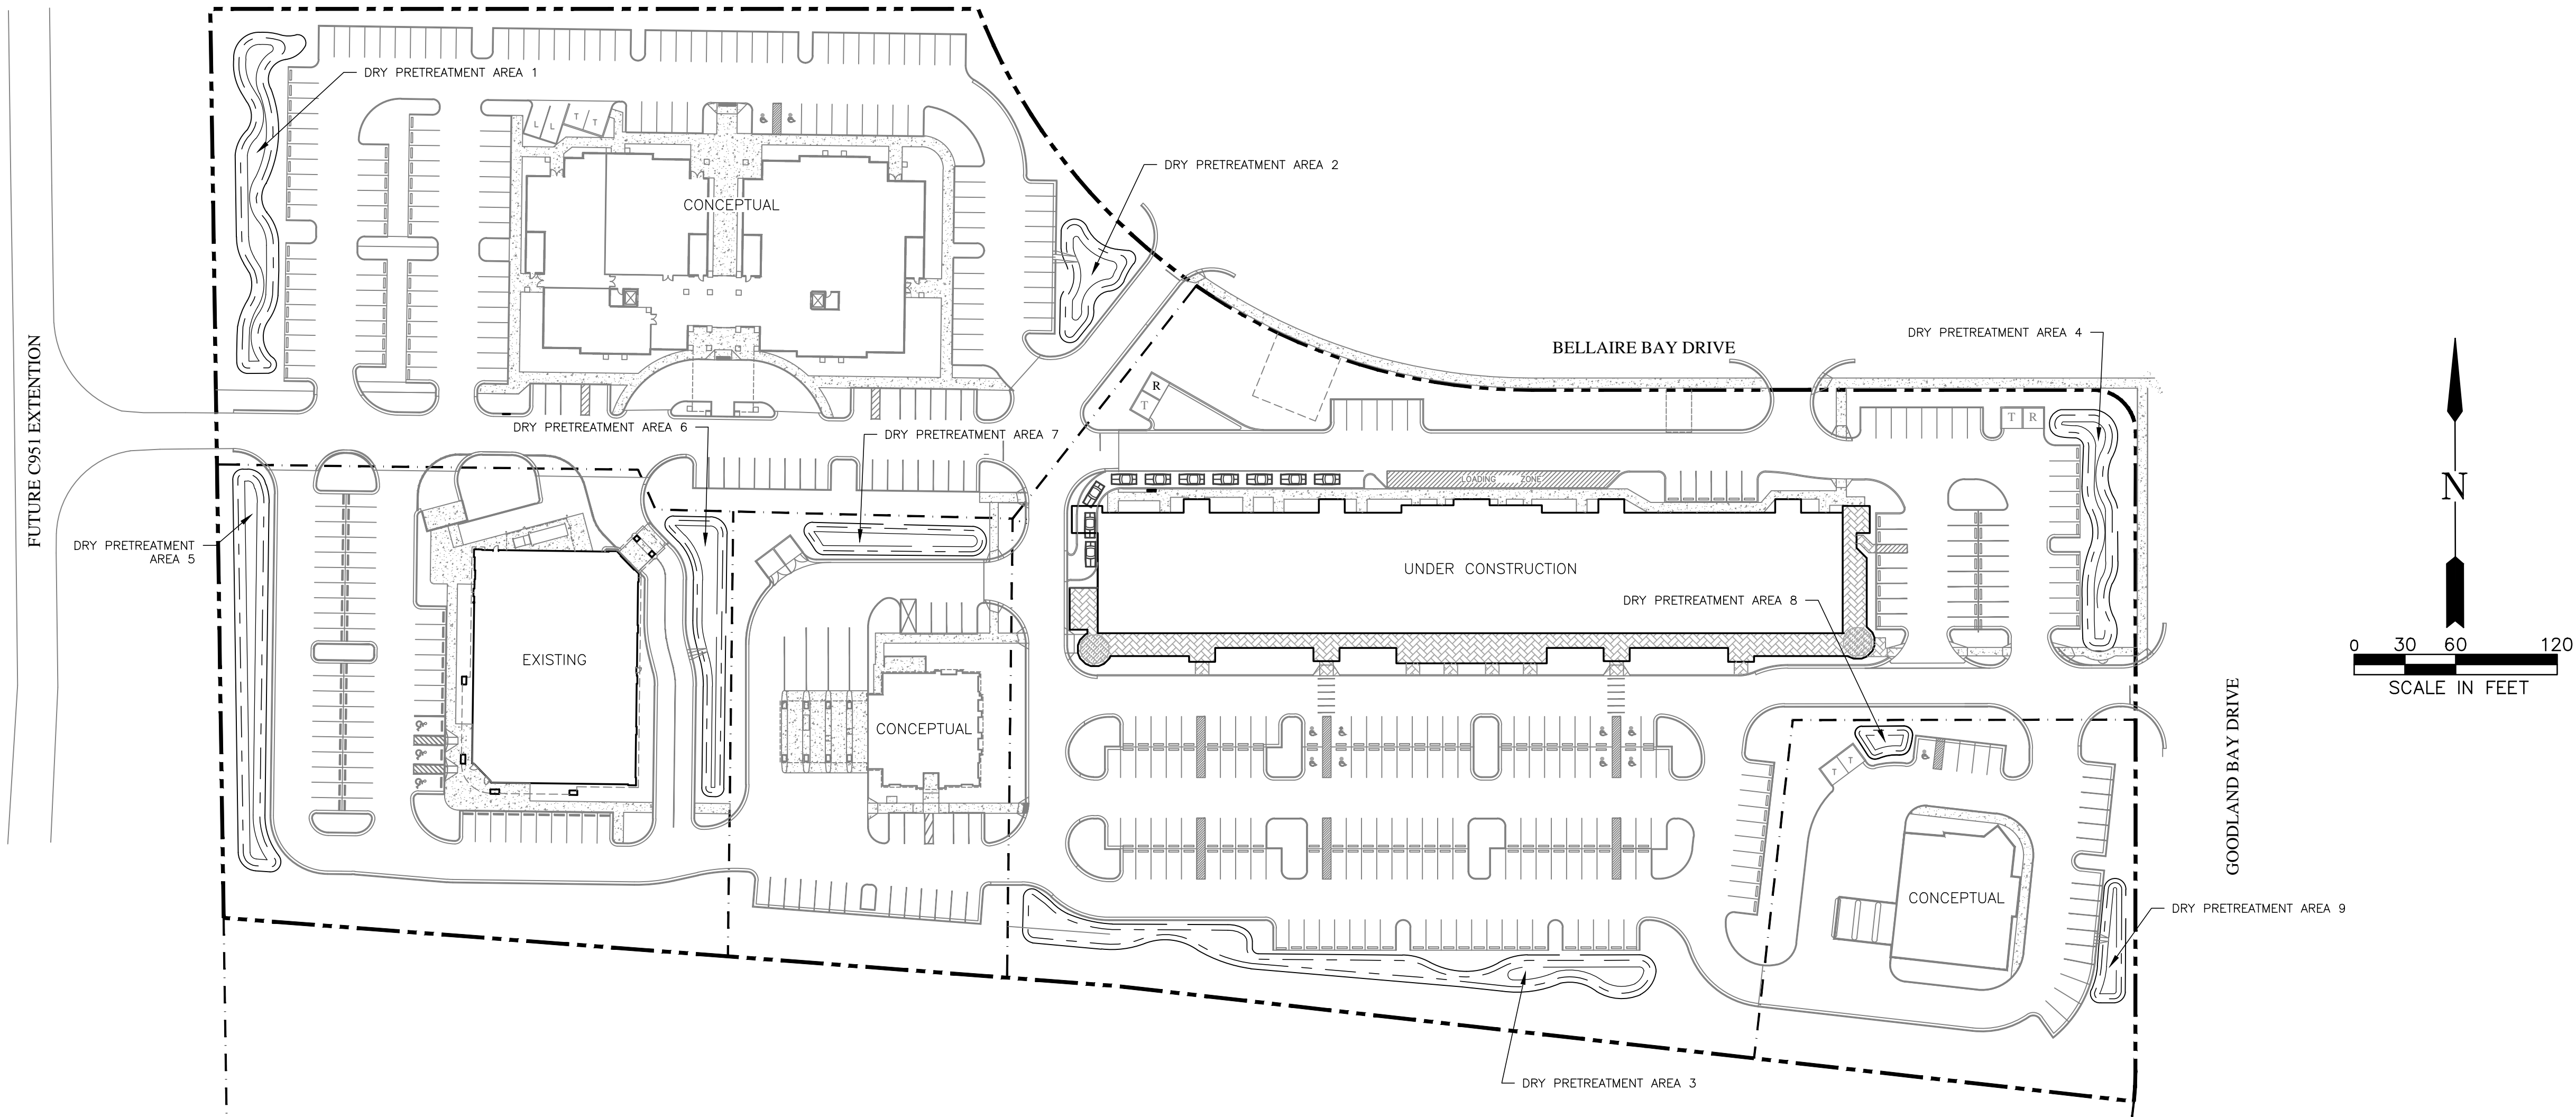 DRY PRETREATMENT AREA 1
L
L
T
T
DRY PRETREATMENT AREA 2
CONCEPTUAL
FUTURE C951 EXTENTION
BELLAIRE BAY DRIVE
DRY PRETREATMENT AREA 4
R
T
T R
DRY PRETREATMENT AREA 6
DRY PRETREATMENT AREA 7
DRY PRETREATMENT
AREA 5
LOADING ZONE
N
UNDER CONSTRUCTION
DRY PRETREATMENT AREA 8
EXISTING
0 30 60 120
SCALE IN FEET
CONCEPTUAL
T
T
GOODLAND BAY DRIVE
CONCEPTUAL
DRY PRETREATMENT AREA 9
DRY PRETREATMENT AREA 3